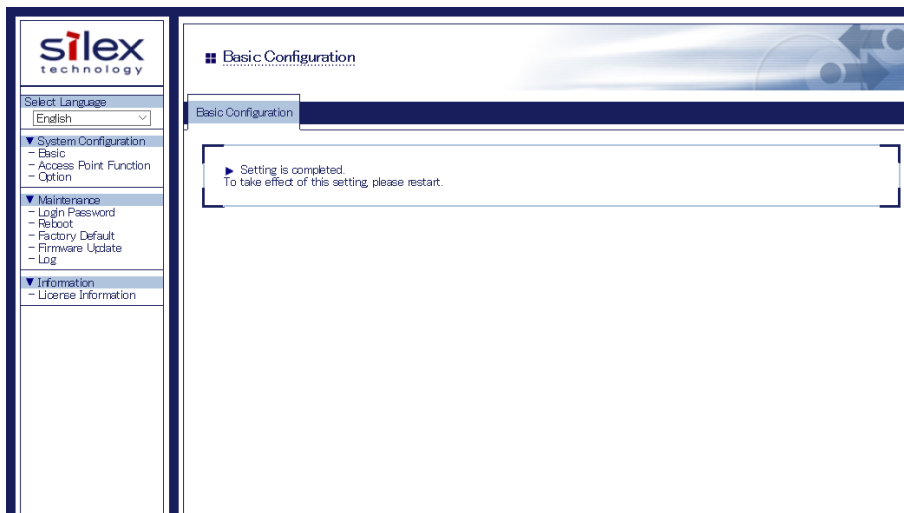 silex
technology
Select Language
English
▼ System Configuration
- Basic
- Access Point Function
- Option
▼ Maintenance
- Login Password
- Reboot
- Factory Default
- Firmware Update
- Log
▼ Information
- License Information
Basic Configuration
Basic Configuration
► Setting is completed.
To take effect of this setting, please restart.